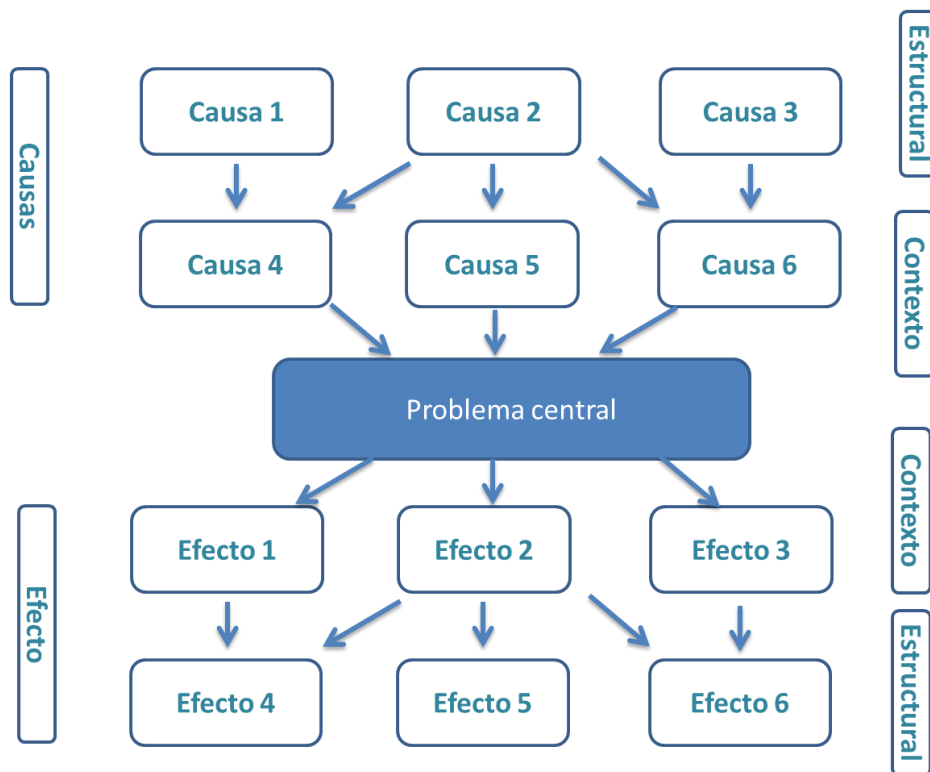 Estructural
Causas
Causa 1
Causa 2
Causa 3
Contexto
Causa 4
Causa 5
Causa 6
Problema central
Contexto
Efecto
Efecto 1
Efecto 2
Efecto 3
Estructural
Efecto 4
Efecto 5
Efecto 6